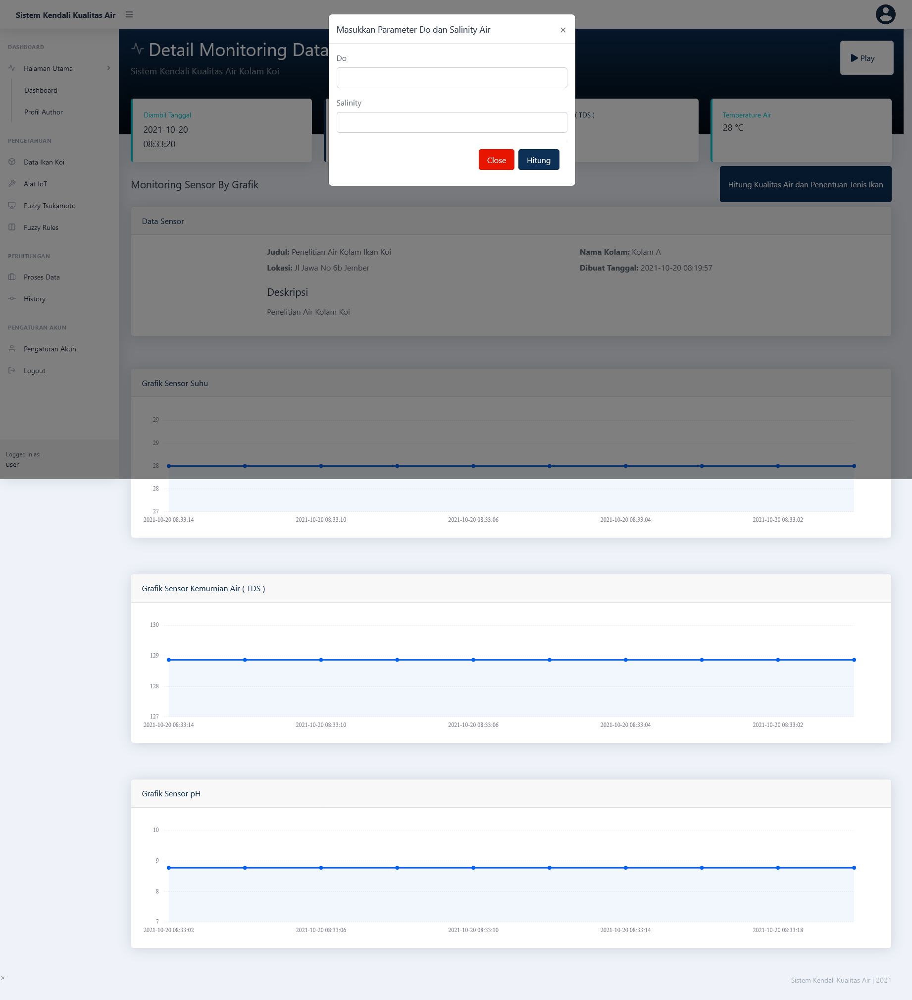 Sistem Kendali Kualitas Air
Masukkan Parameter Do dan Salinity Air ×
Do
Salinity
Close Hitung
DASHBOARD
Halaman Utama
Dashboard
Profil Author
PENGETAHUAN
Data Ikan Koi
Alat IoT
Fuzzy Tsukamoto
Fuzzy Rules
PERHITUNGAN
Proses Data
History
PENGATURAN AKUN
Pengaturan Akun
Logout
Logged in as:
user
Detail Monitoring Data
Sistem Kendali Kualitas Air Kolam Koi
Play
Diambil Tanggal
2021-10-20
08:33:20
( TDS )
Temperature Air
28 °C
Monitoring Sensor By Grafik
Hitung Kualitas Air dan Penentuan Jenis Ikan
Data Sensor
Judul: Penelitian Air Kolam Ikan Koi
Nama Kolam: Kolam A
Lokasi: Jl Jawa No 6b Jember
Dibuat Tanggal: 2021-10-20 08:19:57
Deskripsi
Penelitian Air Kolam Koi
Grafik Sensor Suhu
29
29
28
28
27
2021-10-20 08:33:14 2021-10-20 08:33:10 2021-10-20 08:33:06 2021-10-20 08:33:04 2021-10-20 08:33:02
Grafik Sensor Kemurnian Air ( TDS )
130
129
128
127
2021-10-20 08:33:14 2021-10-20 08:33:10 2021-10-20 08:33:06 2021-10-20 08:33:04 2021-10-20 08:33:02
Grafik Sensor pH
10
9
8
7
2021-10-20 08:33:02 2021-10-20 08:33:06 2021-10-20 08:33:10 2021-10-20 08:33:14 2021-10-20 08:33:18
>
Sistem Kendali Kualitas Air | 2021